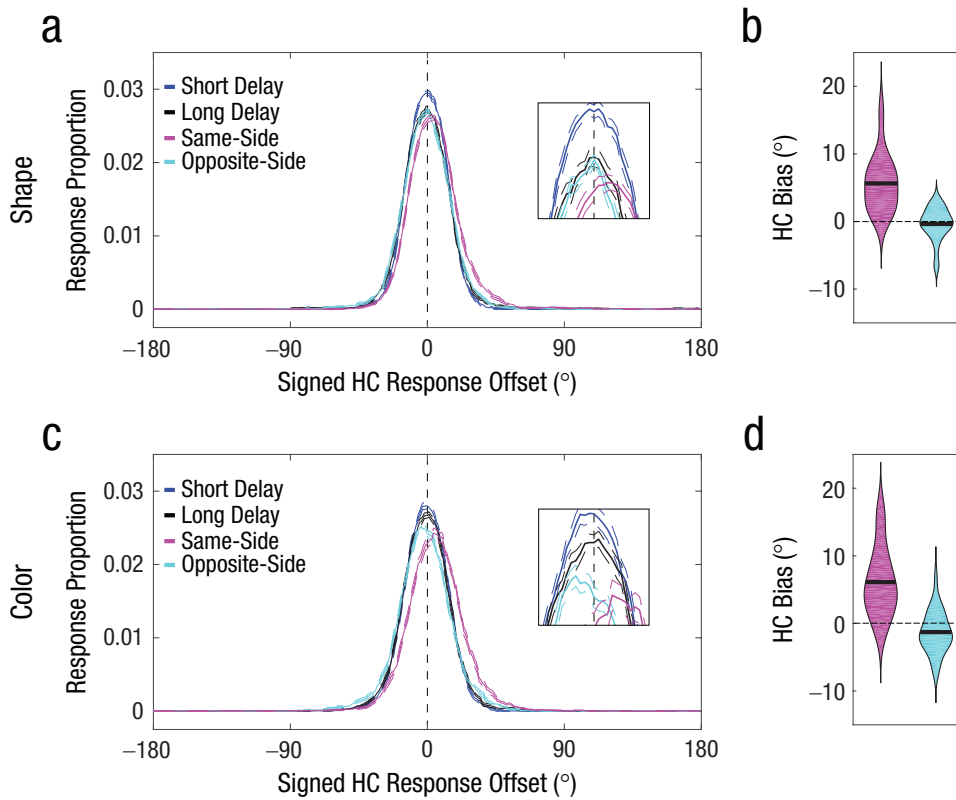 a
Shape
Response Proportion
0.03
0.02
0.01
0
Short Delay
Long Delay
Same-Side
Opposite-Side
−180
−90
0
90
180
Signed HC Response Offset (°)
b
HC Bias (°)
20
10
0
−10
c
Color
Response Proportion
0.03
0.02
0.01
0
Short Delay
Long Delay
Same-Side
Opposite-Side
−180
−90
0
90
180
Signed HC Response Offset (°)
d
HC Bias (°)
20
10
0
−10